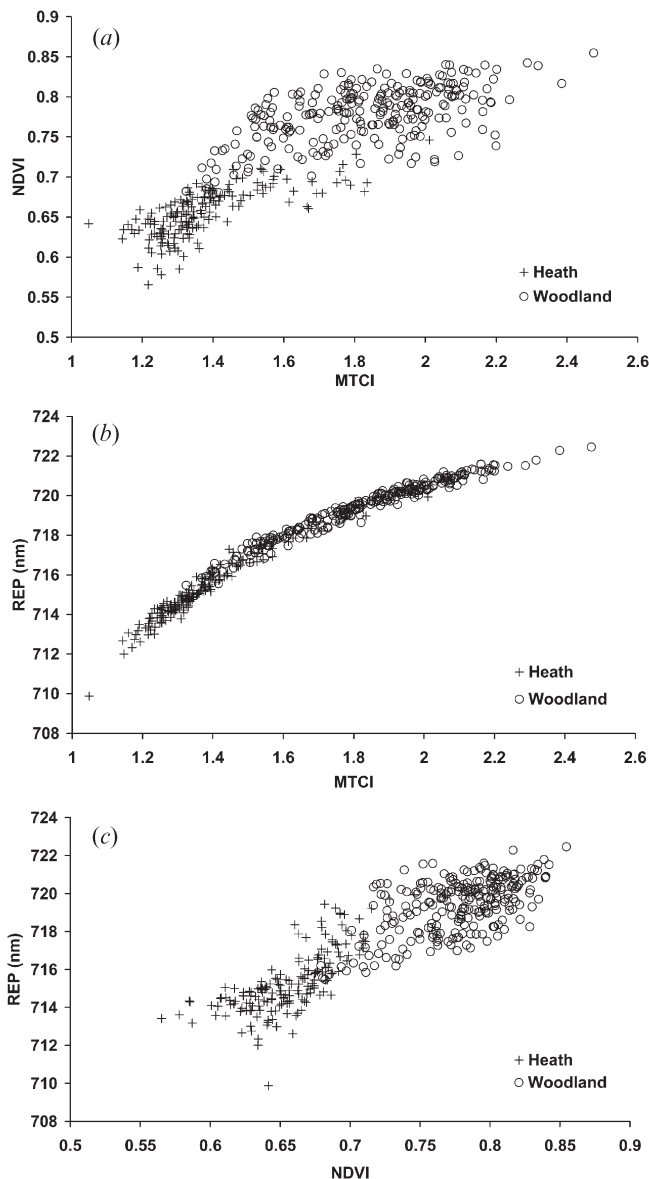 (a)
0.9
0.85
0.8
0.75
0.7
0.65
0.6
0.55
0.5
NDVI
+ Heath
○ Woodland
1 1.2 1.4 1.6 1.8 2 2.2 2.4 2.6
MTCI
(b)
724
722
720
718
716
714
712
710
708
REP (nm)
+ Heath
○ Woodland
1 1.2 1.4 1.6 1.8 2 2.2 2.4 2.6
MTCI
(c)
724
722
720
718
716
714
712
710
708
REP (nm)
+ Heath
○ Woodland
0.5 0.55 0.6 0.65 0.7 0.75 0.8 0.85 0.9
NDVI